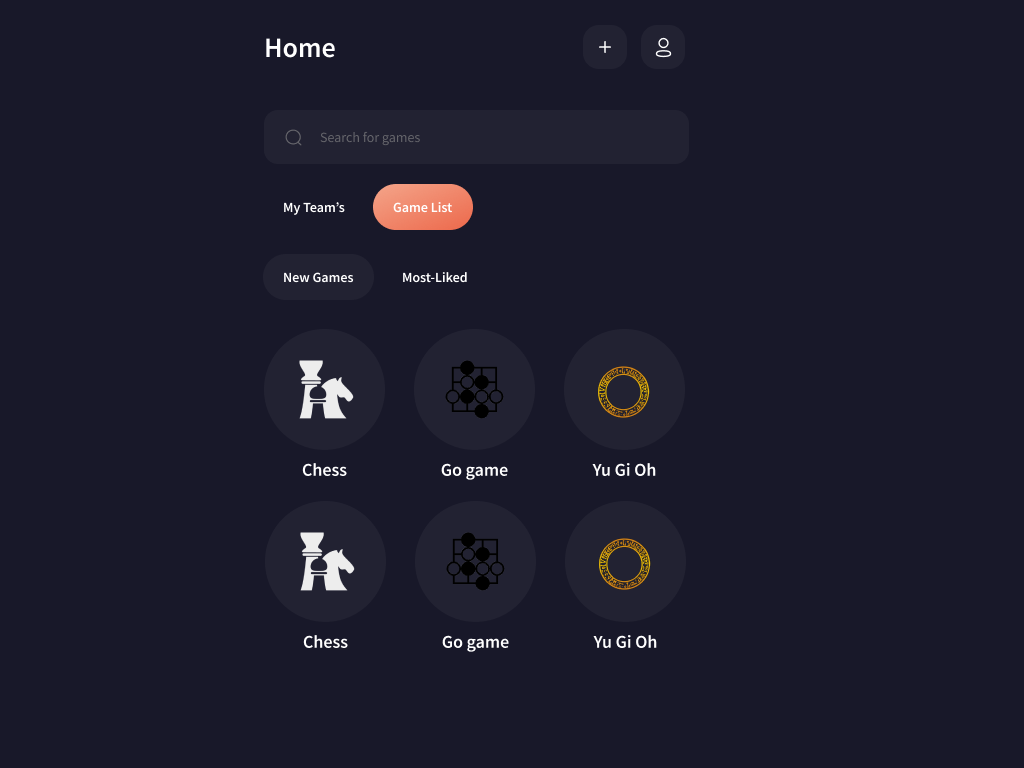 Home
Search for games
My Team’s
Game List
New Games
Most-Liked
Chess
Go game
Yu Gi Oh
Chess
Go game
Yu Gi Oh